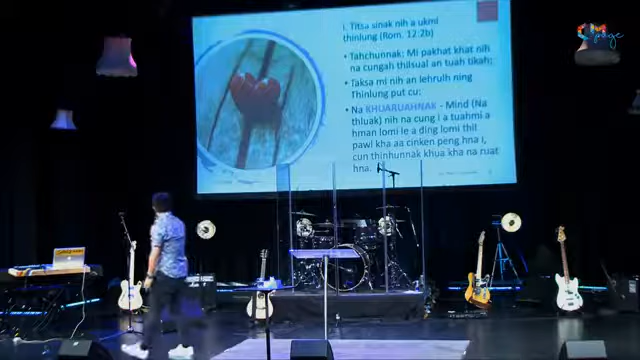 i. Titsa sinak nih a ukmi
thinlung (Rom. 12:2b)
• Tahchunnak: Mi pakhat khat nih
na cungah thilsual an tuah tikah;
• Taksa mi nih an lehrulh ning
Thinlung put cu:
• Na KHUARUAHNAK - Mind (Na
thluak) nih na cung i a tuahmi a
hman lomi le a ding lomi thil
pawl kha aa cinken peng hna i,
cun thinhunnak khua kha na ruat
hna.